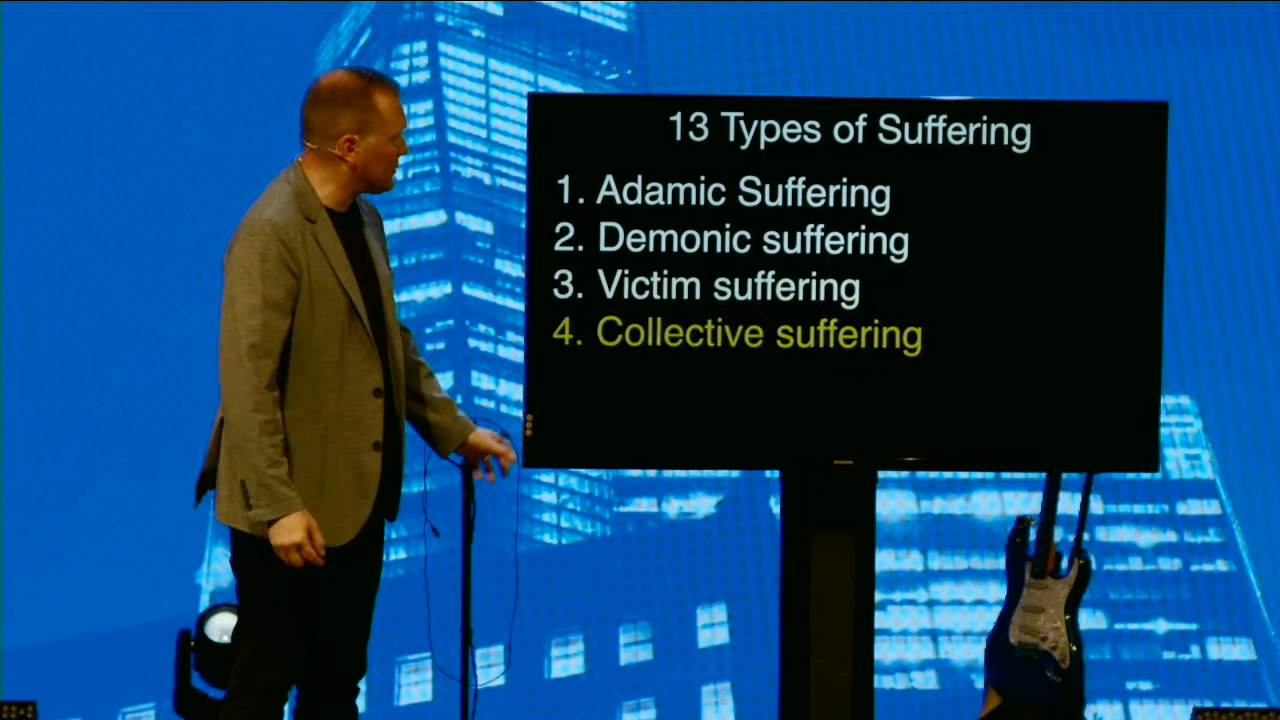 13 Types of Suffering
1. Adamic Suffering
2. Demonic suffering
3. Victim suffering
4. Collective suffering